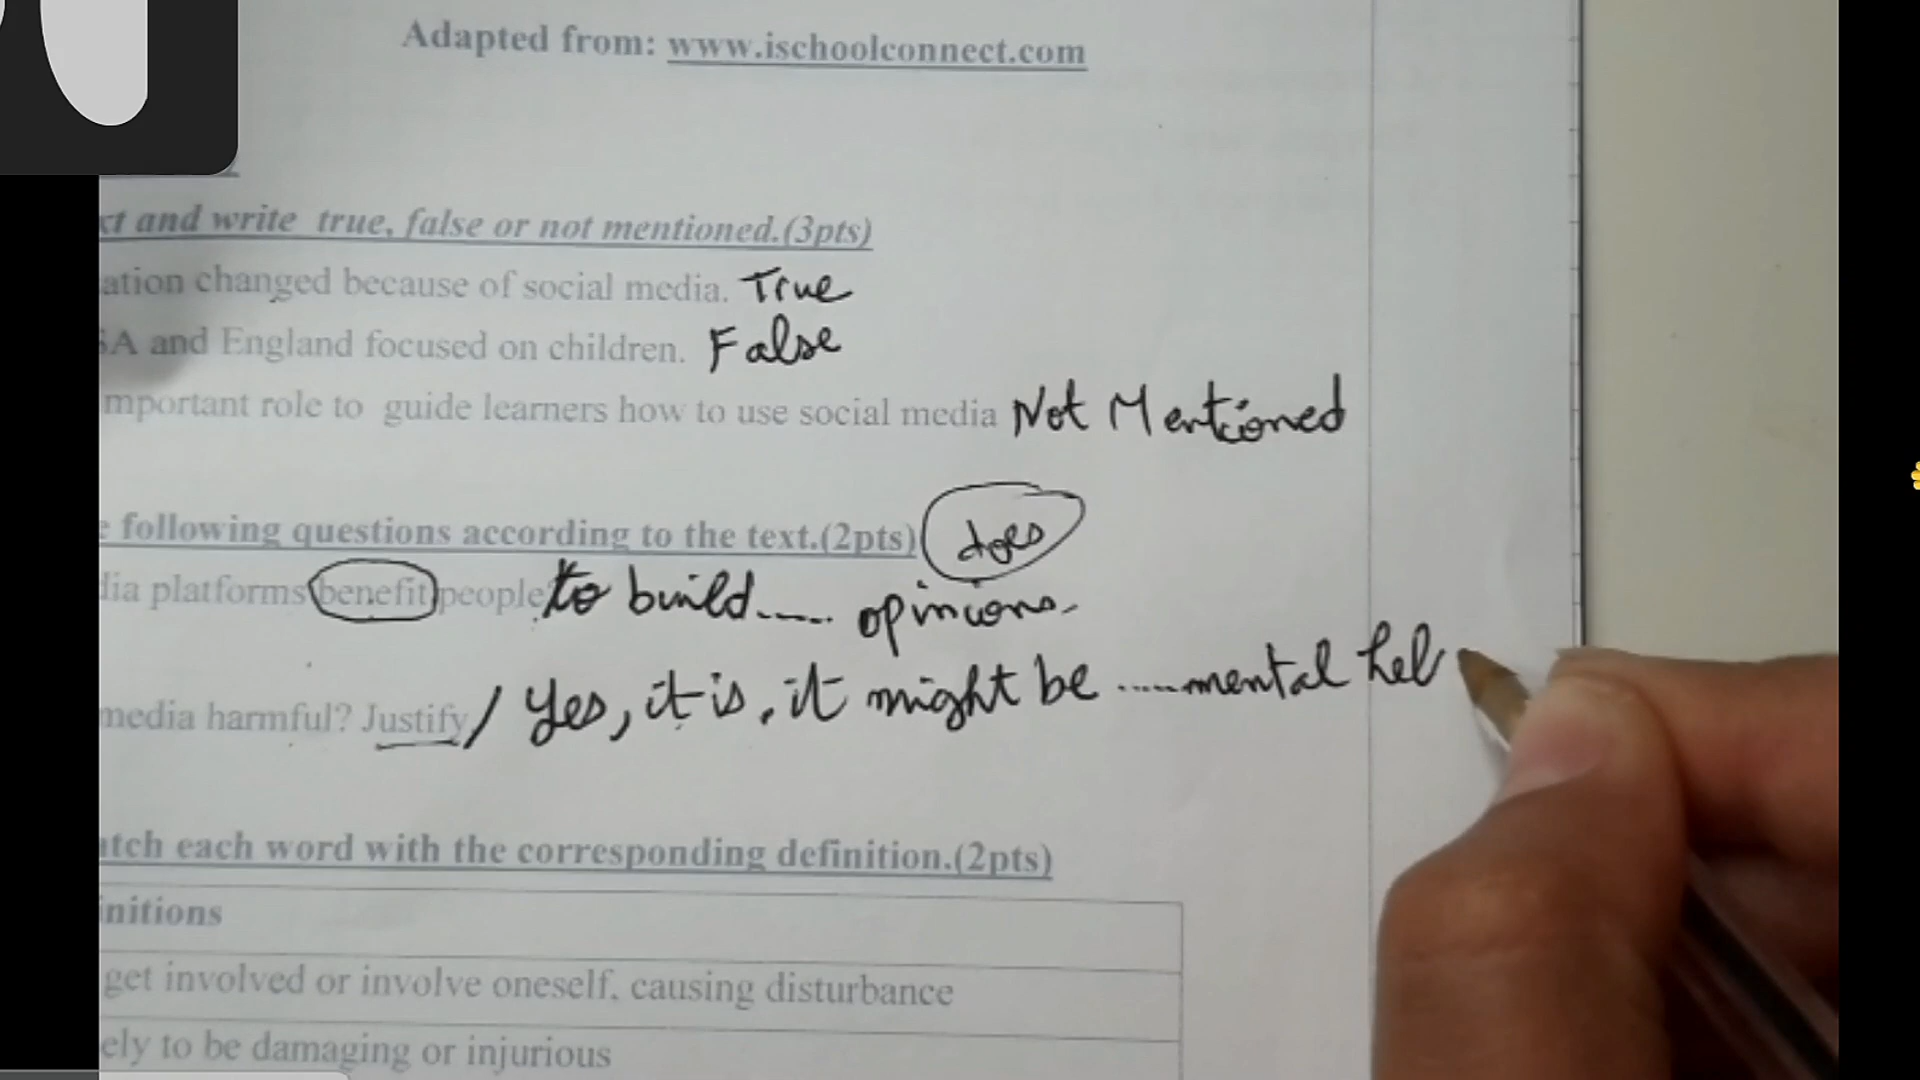 Adapted from: www.ischoolconnect.com
ct and write true, false or not mentioned.(3pts)
ation changed because of social media. True
SA and England focused on children. False
mportant role to guide learners how to use social media Not Mentioned
e following questions according to the text.(2pts) does
dia platforms benefit people to build..... opinions.
media harmful? Justify / Yes, it is, it might be .....mental hel
atch each word with the corresponding definition.(2pts)
initions
get involved or involve oneself, causing disturbance
ely to be damaging or injurious